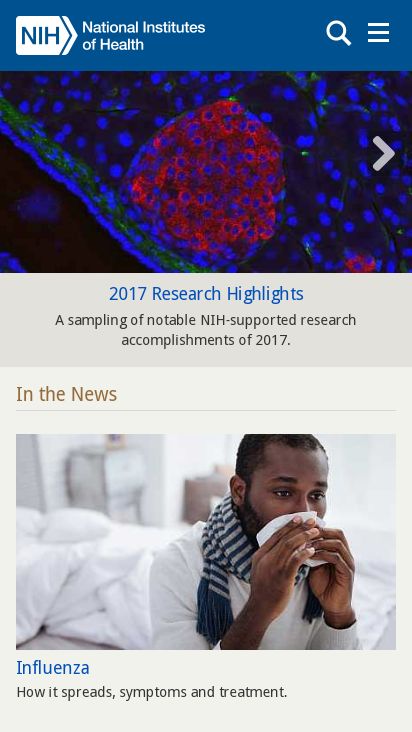 NIH National Institutes
of Health
2017 Research Highlights
A sampling of notable NIH-supported research
accomplishments of 2017.
In the News
Influenza
How it spreads, symptoms and treatment.